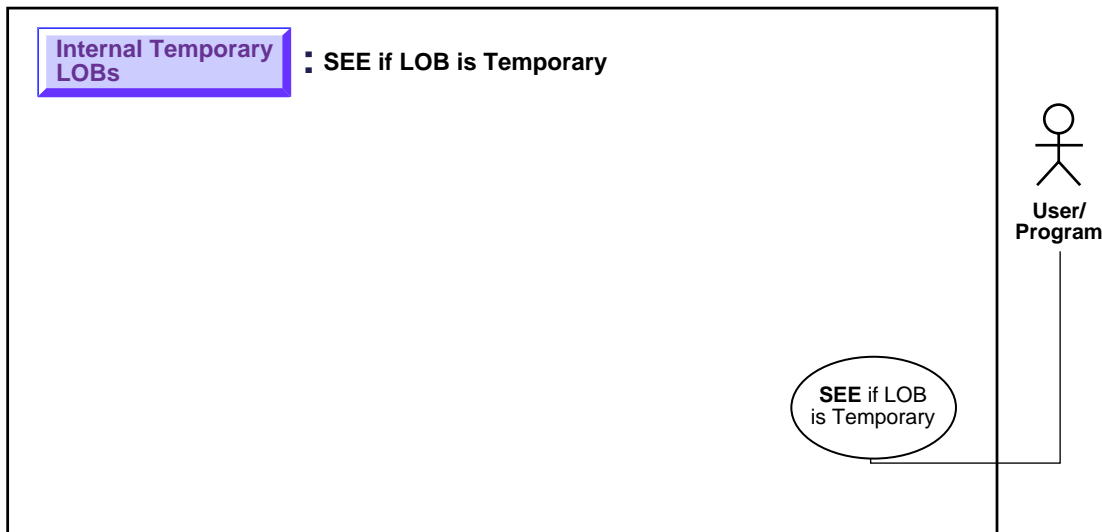 Internal Temporary
LOBs
: SEE if LOB is Temporary
User/
Program
SEE if LOB
is Temporary